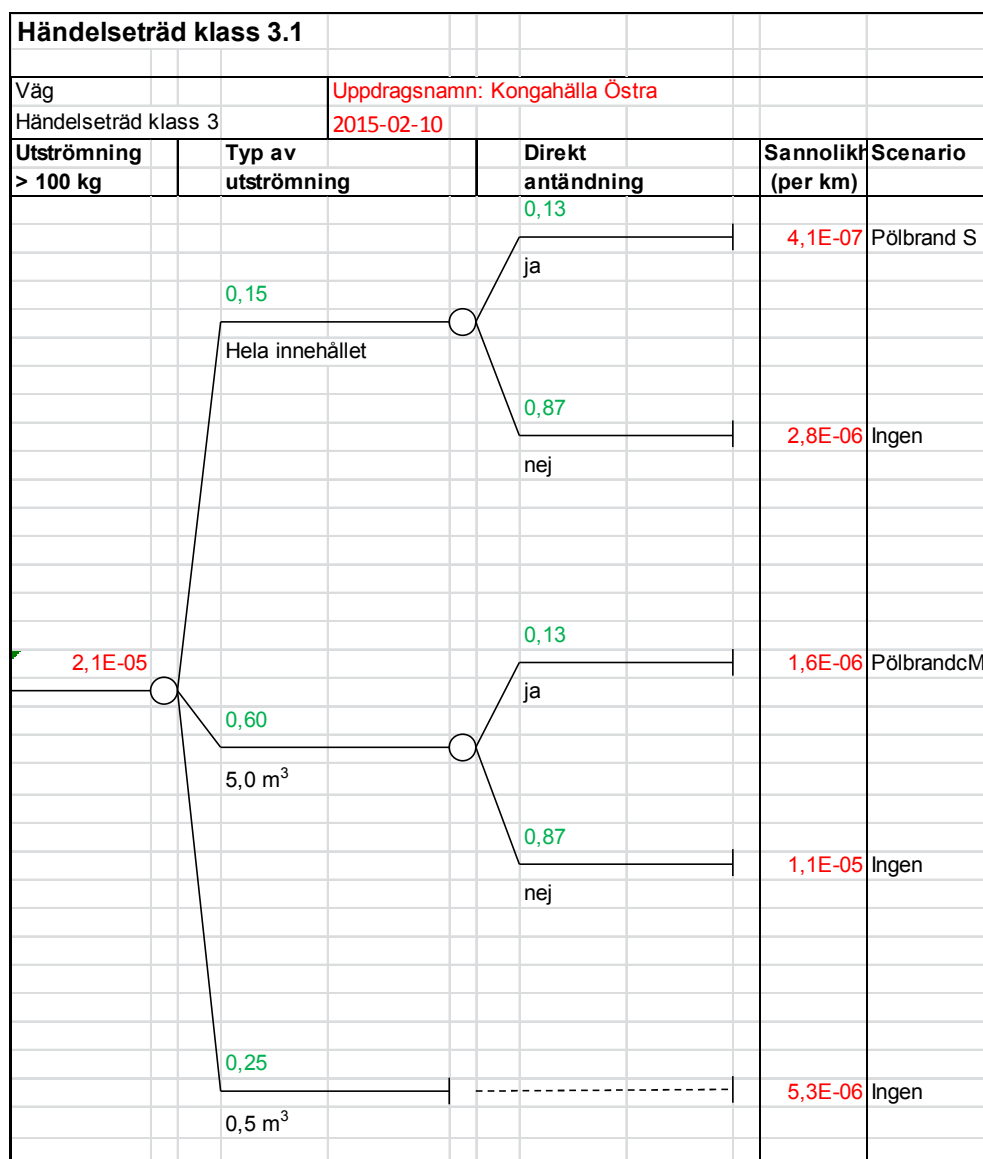 Händelseträd klass 3.1
Väg Uppdragsnamn: Kongahälla Östra
Händelseträd klass 3 2015-02-10
Utströmning Typ av Direkt Sannolikh Scenario
> 100 kg utströmning antändning (per km)
0,13
4,1E-07 Pölbrand S
ja
0,15
Hela innehållet
0,87
2,8E-06 Ingen
nej
0,13
2,1E-05 1,6E-06 PölbrandcM
ja
0,60
5,0 m³
0,87
1,1E-05 Ingen
nej
0,25
5,3E-06 Ingen
0,5 m³